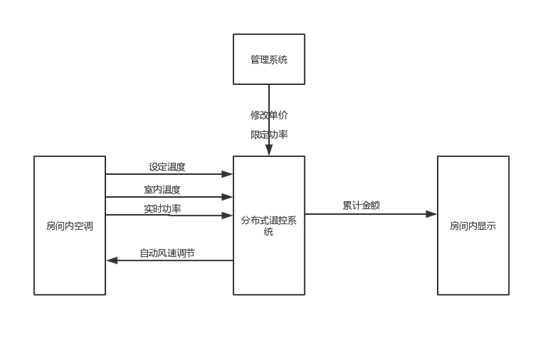 管理系统
修改单价
限定功率
设定温度
室内温度
实时功率
自动风速调节
房间内空调
分布式温控系
统
累计金额
房间内显示